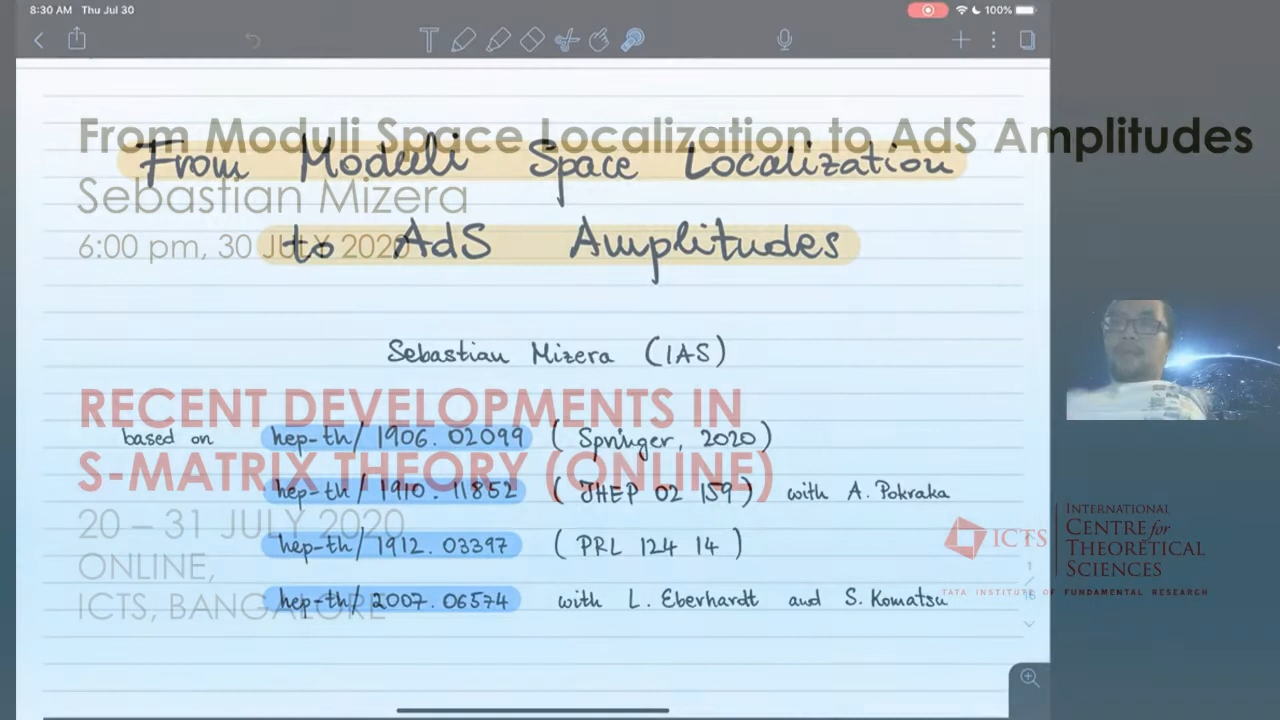 8:30 AM Thu Jul 30
100%
From Moduli Space Localization to AdS Amplitudes
Sebastian Mizera
6:00 pm, 30 JULY 2020
From Moduli Space Localization
to AdS Amplitudes
Sebastian Mizera (IAS)
RECENT DEVELOPMENTS IN
S-MATRIX THEORY (ONLINE)
20 – 31 JULY 2020
ONLINE,
ICTS, BANGALORE
based on hep-th/1906.02099 (Springer, 2020)
hep-th/1910.11852 (JHEP 02 159) with A. Pokraka
hep-th/1912.03397 (PRL 124 14)
hep-th/2007.06574 with L. Eberhardt and S. Komatsu
ICTS
INTERNATIONAL
CENTRE for
THEORETICAL
SCIENCES
TATA INSTITUTE OF FUNDAMENTAL RESEARCH
1
/
16